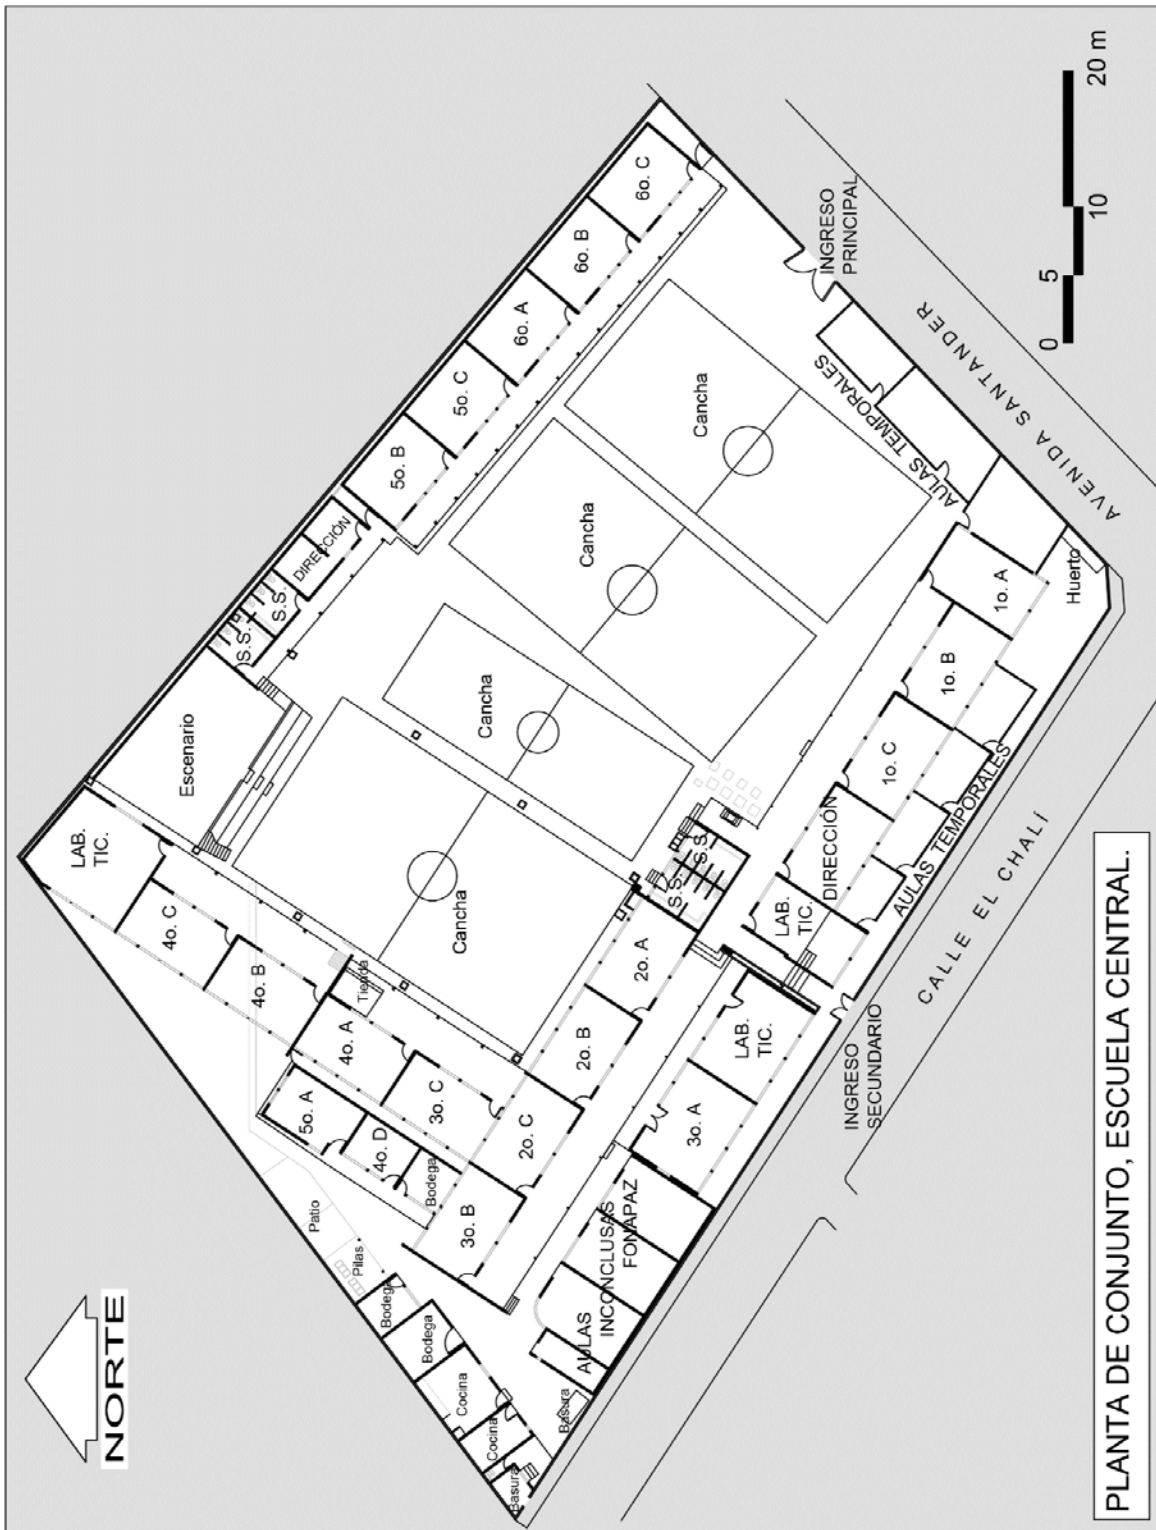 NORTE
Basura
Cocina
Cocina
Bodega
Bodega
Pilas
Patio
Basura
AULAS
INCONCLUSAS
FONAPAZ
3o. B
Bodega
4o. D
5o. A
2o. C
3o. C
4o. A
Tienda
4o. B
4o. C
LAB.
TIC.
Escenario
S.S.
S.S.
DIRECCIÓN
5o. B
5o. C
6o. A
6o. B
6o. C
Cancha
Cancha
Cancha
Cancha
2o. B
2o. A
S.S.
S.S.
3o. A
LAB.
TIC.
LAB.
TIC.
DIRECCIÓN
1o. C
1o. B
1o. A
Huerto
AULAS TEMPORALES
AULAS TEMPORALES
INGRESO
PRINCIPAL
INGRESO
SECUNDARIO
AVENIDA SANTANDER
CALLE EL CHALÍ
0 5 10 20 m
PLANTA DE CONJUNTO, ESCUELA CENTRAL.